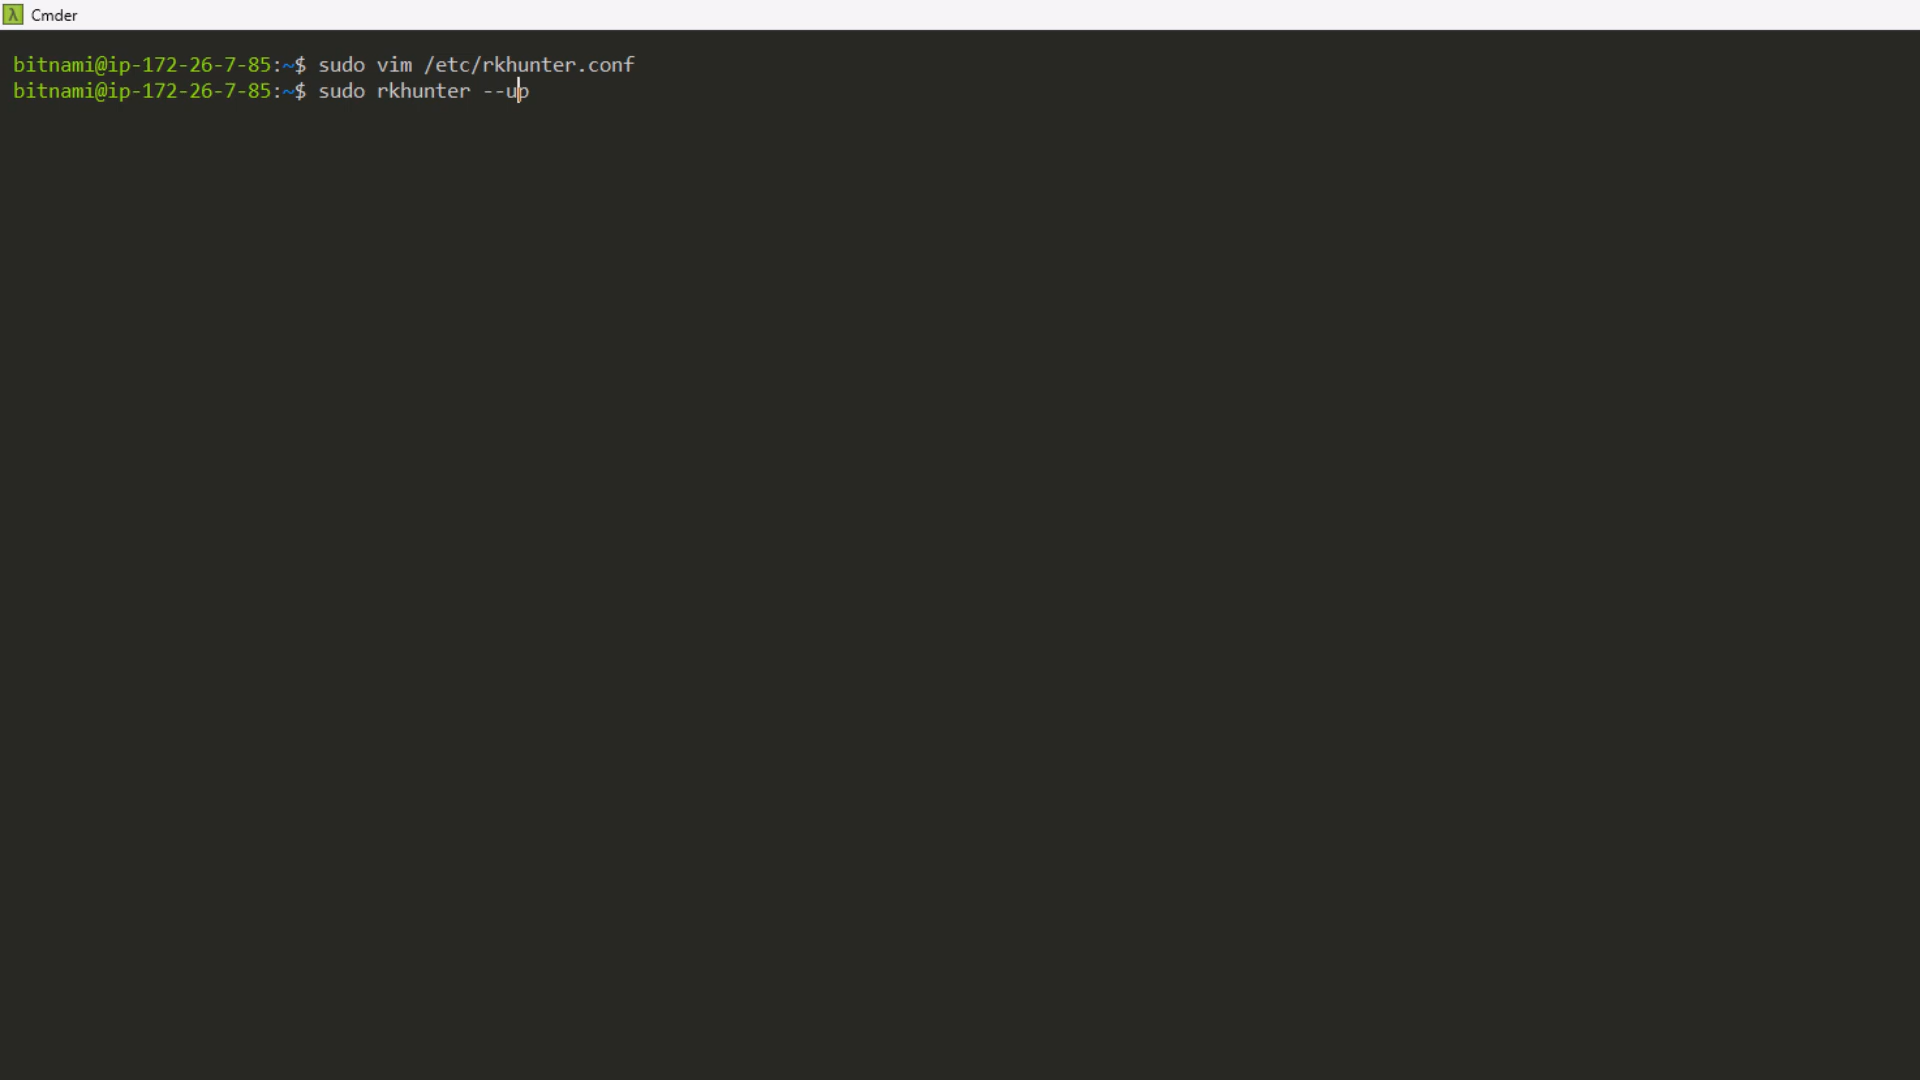 λ Cmder
bitnami@ip-172-26-7-85:~$ sudo vim /etc/rkhunter.conf
bitnami@ip-172-26-7-85:~$ sudo rkhunter --up